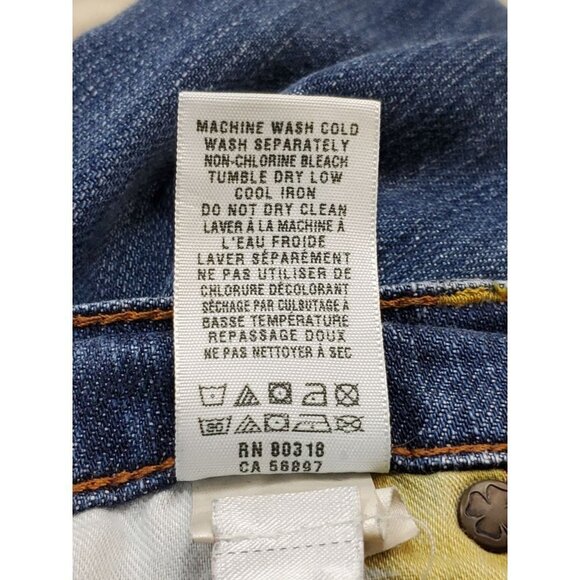 MACHINE WASH COLD
WASH SEPARATELY
NON-CHLORINE BLEACH
TUMBLE DRY LOW
COOL IRON
DO NOT DRY CLEAN
LAVER À LA MACHINE À
L'EAU FROIDE
LAVER SÉPARÉMENT
NE PAS UTILISER DE
CHLORURE DÉCOLORANT
SÉCHAGE PAR CULBUTAGE À
BASSE TEMPÉRATURE
REPASSAGE DOUX
NE PAS NETTOYER À SEC
RN 80318
CA 56897